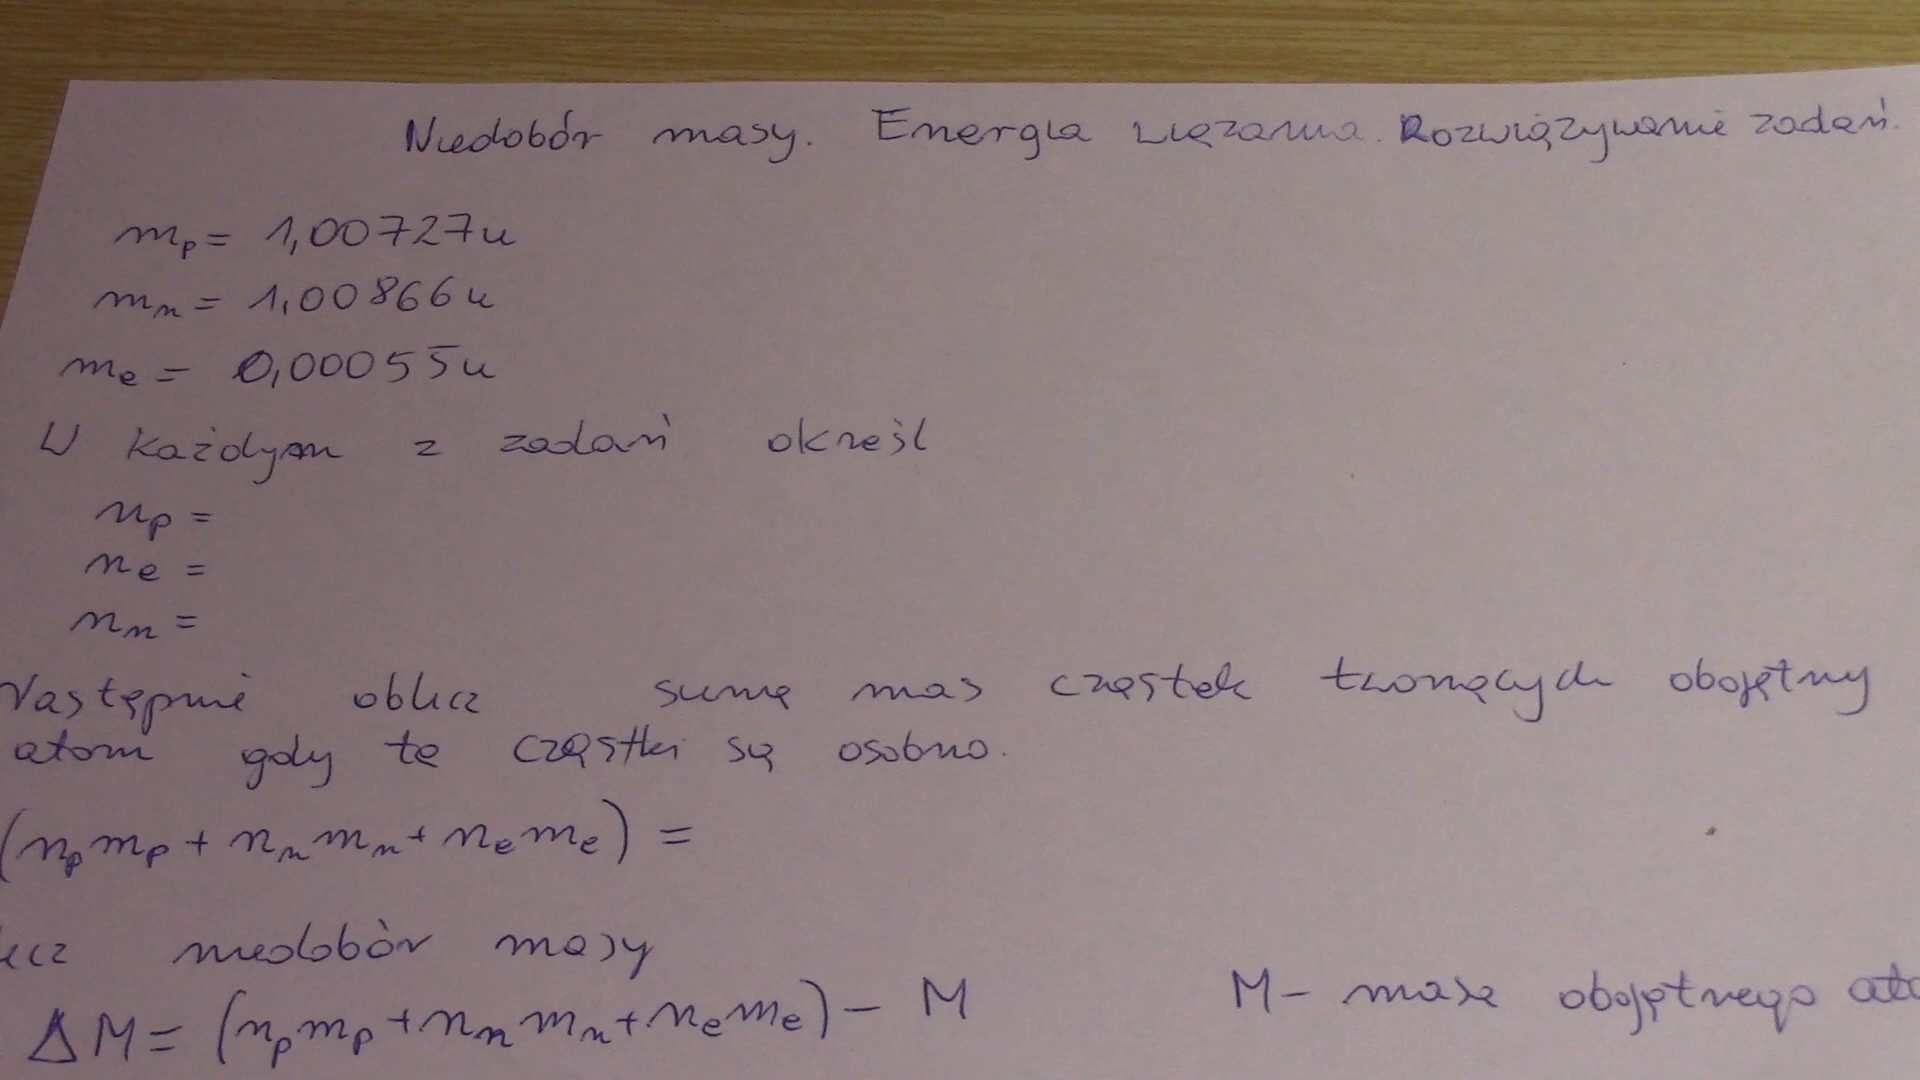 Niedobór masy. Energia wiązania. Rozwiązywanie zadań.
mp = 1,00727u
mn = 1,00866u
me = 0,00055u
W każdym z zadań określ
np =
ne =
nn =
Następnie oblicz sumę mas cząstek tworzących obojętny
atom gdy te cząstki są osobno.
(npmp + nnmn + neme) =
licz niedobór masy
ΔM = (npmp + nnmn + neme) - M M - masa obojętnego ato